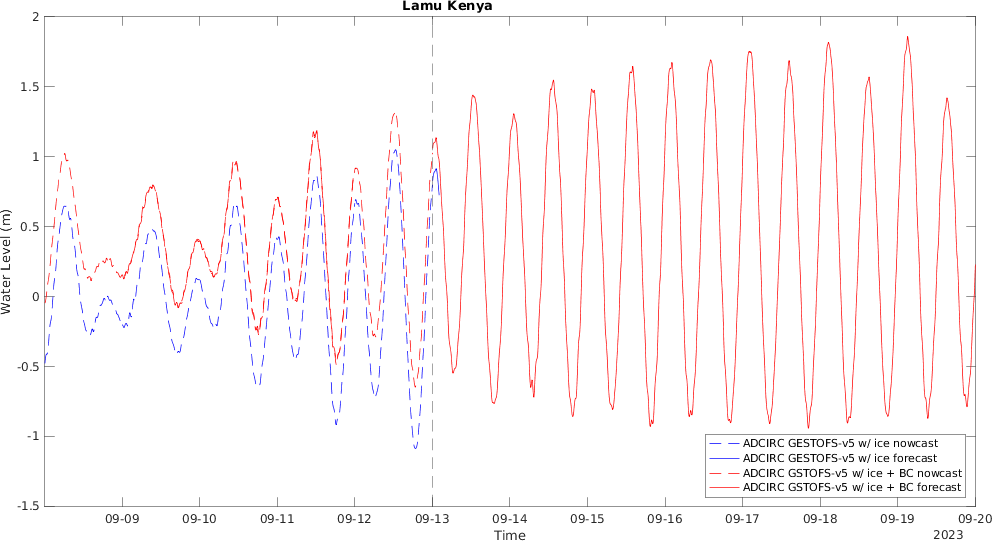 Lamu Kenya
2
1.5
1
0.5
0
-0.5
-1
-1.5
Water Level (m)
ADCIRC GESTOFS-v5 w/ ice nowcast
ADCIRC GESTOFS-v5 w/ ice forecast
ADCIRC GSTOFS-v5 w/ ice + BC nowcast
ADCIRC GSTOFS-v5 w/ ice + BC forecast
09-09 09-10 09-11 09-12 09-13 09-14 09-15 09-16 09-17 09-18 09-19 09-20
Time
2023